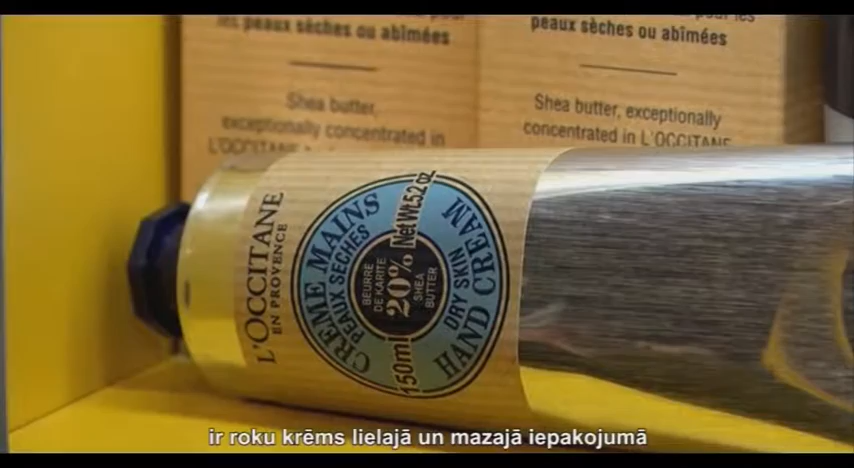 les peaux sèches ou abîmées
Shea butter,
exceptionally
concentrated in
L'OCCITANE
peaux sèches ou abîmées
Shea butter, exceptionally
concentrated in L'OCCITANE
L'OCCITANE
EN PROVENCE
CRÈME MAINS
PEAUX SÈCHES
BEURRE
DE KARITÉ
20%
SHEA
BUTTER
DRY SKIN
HAND CREAM
150ml Net Wt. 5.2 oz
ir roku krēms lielajā un mazajā iepakojumā